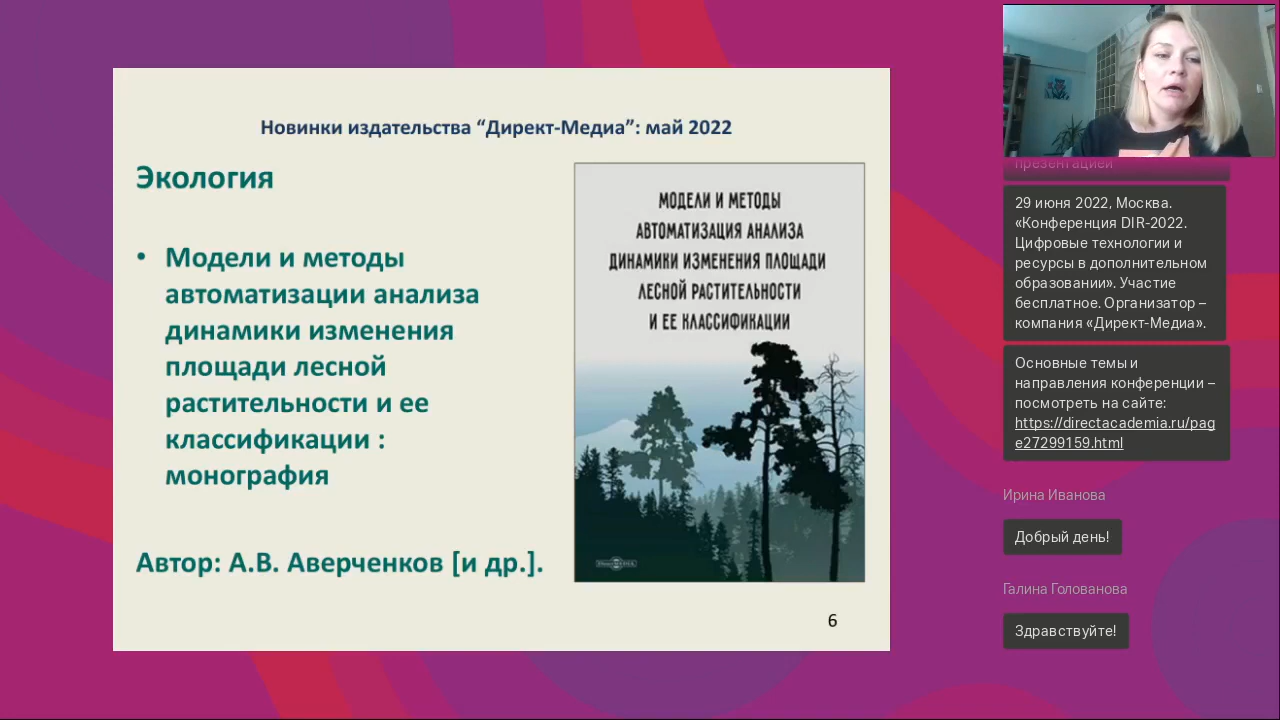 Новинки издательства “Директ-Медиа”: май 2022
Экология
• Модели и методы
автоматизации анализа
динамики изменения
площади лесной
растительности и ее
классификации :
монография
Автор: А.В. Аверченков [и др.].
МОДЕЛИ И МЕТОДЫ
АВТОМАТИЗАЦИЯ АНАЛИЗА
ДИНАМИКИ ИЗМЕНЕНИЯ ПЛОЩАДИ
ЛЕСНОЙ РАСТИТЕЛЬНОСТИ
И ЕЕ КЛАССИФИКАЦИИ
6
презентацией
29 июня 2022, Москва.
«Конференция DIR-2022.
Цифровые технологии и
ресурсы в дополнительном
образовании». Участие
бесплатное. Организатор –
компания «Директ-Медиа».
Основные темы и
направления конференции –
посмотреть на сайте:
https://directacademia.ru/pag
e27299159.html
Ирина Иванова
Добрый день!
Галина Голованова
Здравствуйте!